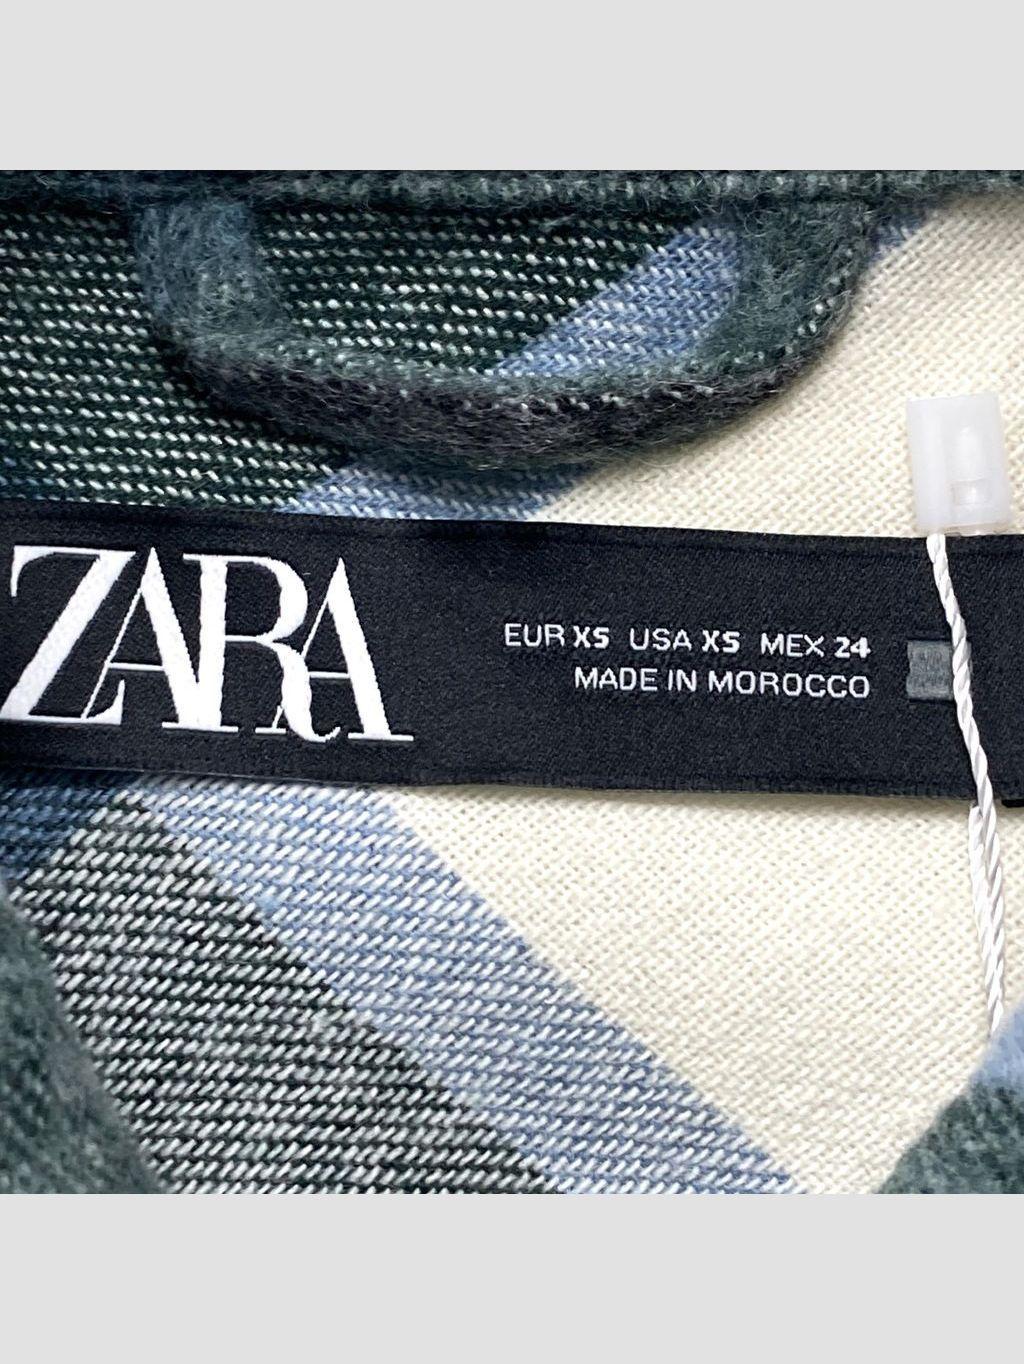 ZARA
EUR XS USA XS MEX 24
MADE IN MOROCCO